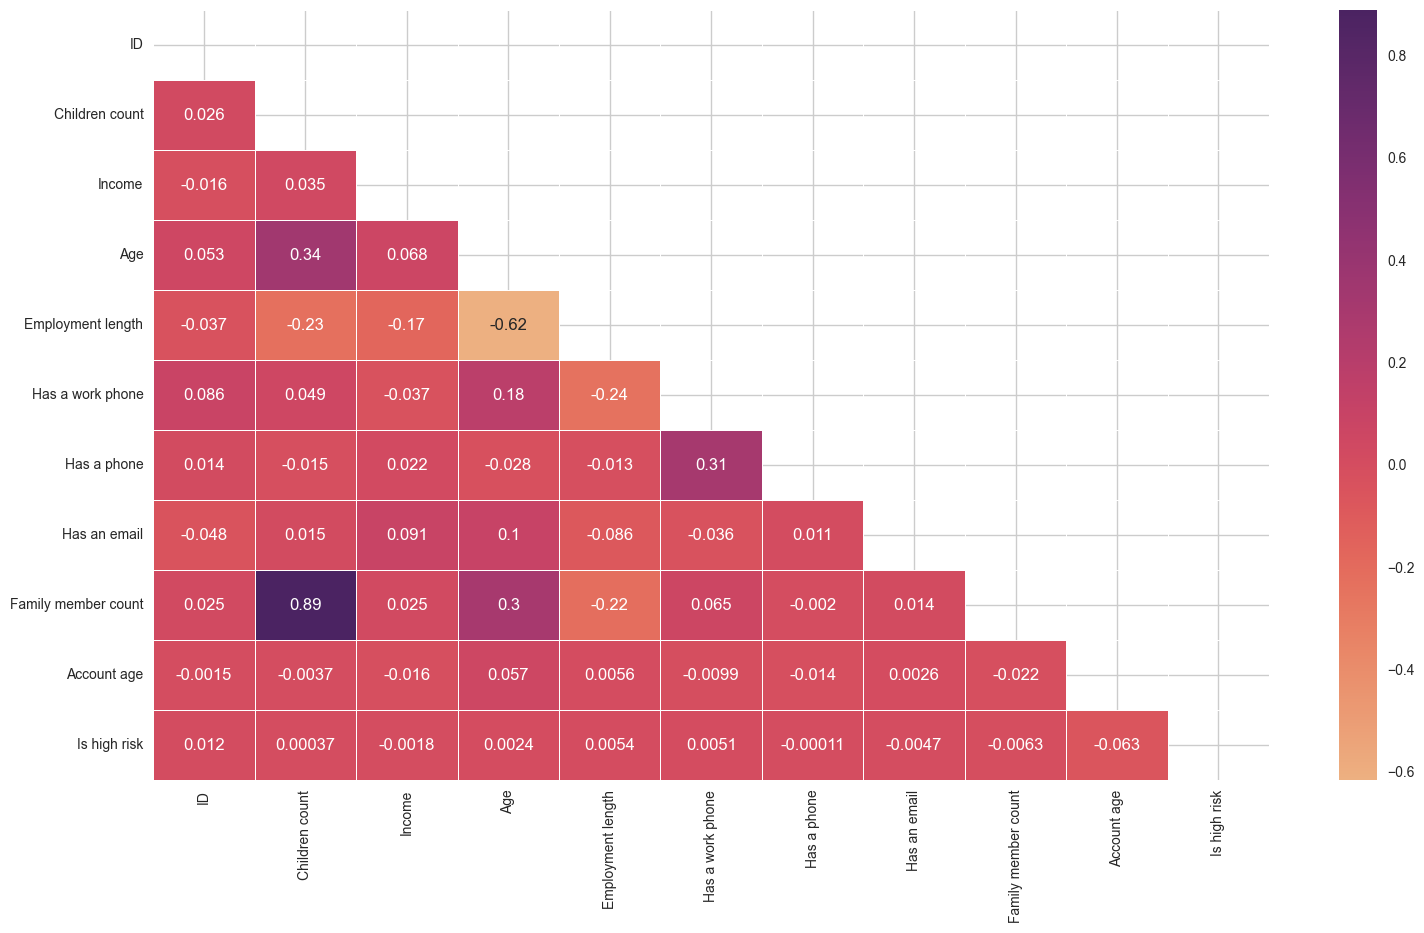 ID
Children count 0.026
Income -0.016 0.035
Age 0.053 0.34 0.068
Employment length -0.037 -0.23 -0.17 -0.62
Has a work phone 0.086 0.049 -0.037 0.18 -0.24
Has a phone 0.014 -0.015 0.022 -0.028 -0.013 0.31
Has an email -0.048 0.015 0.091 0.1 -0.086 -0.036 0.011
Family member count 0.025 0.89 0.025 0.3 -0.22 0.065 -0.002 0.014
Account age -0.0015 -0.0037 -0.016 0.057 0.0056 -0.0099 -0.014 0.0026 -0.022
Is high risk 0.012 0.00037 -0.0018 0.0024 0.0054 0.0051 -0.00011 -0.0047 -0.0063 -0.063
ID
Children count
Income
Age
Employment length
Has a work phone
Has a phone
Has an email
Family member count
Account age
Is high risk
0.8
0.6
0.4
0.2
0.0
−0.2
−0.4
−0.6